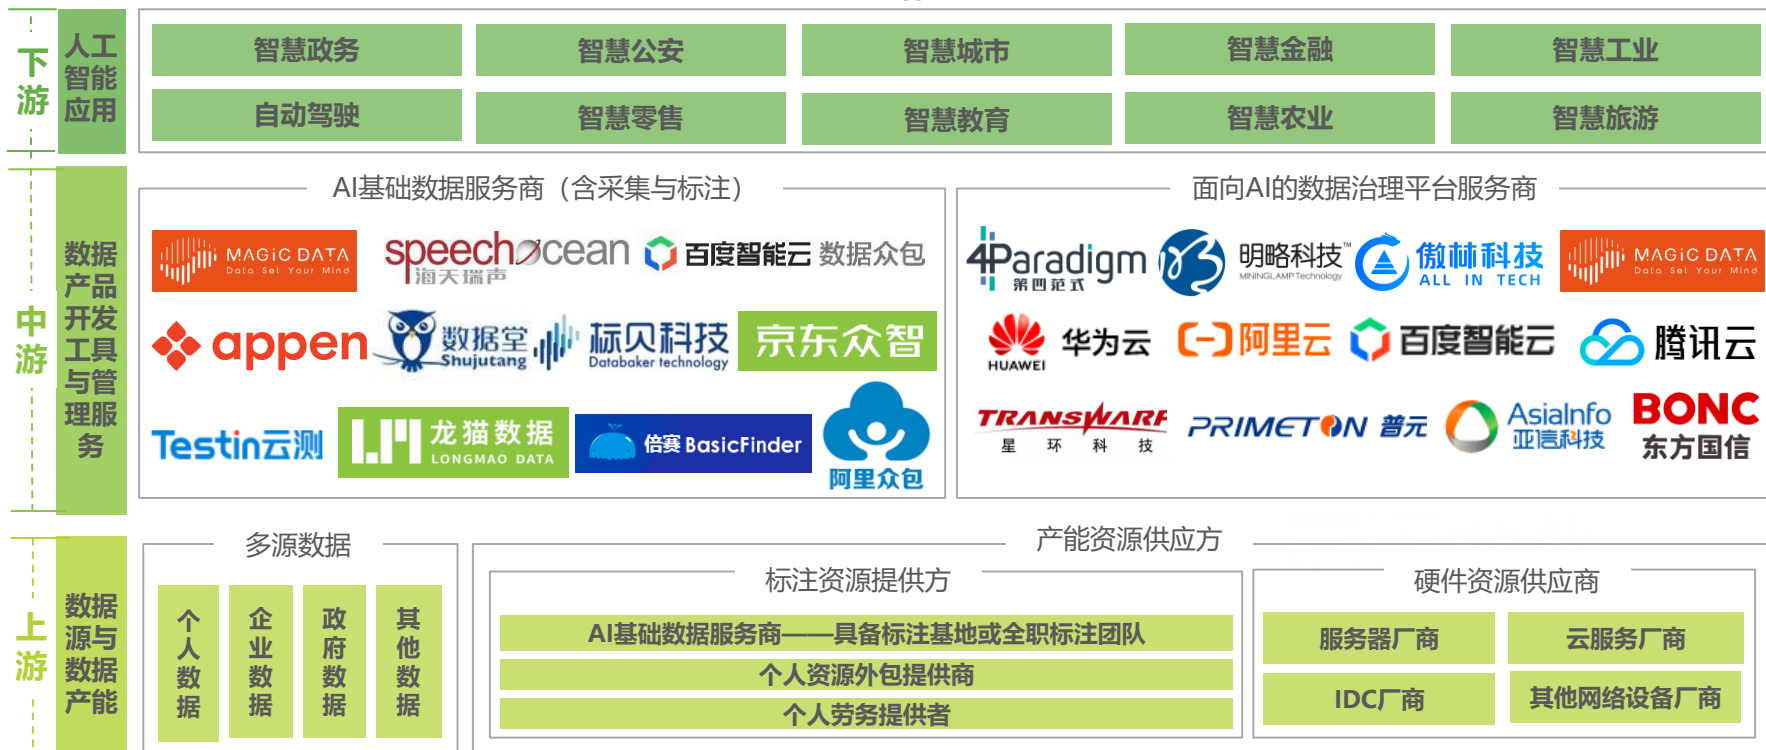 下游
人工智能应用
智慧政务
智慧公安
智慧城市
智慧金融
智慧工业
自动驾驶
智慧零售
智慧教育
智慧农业
智慧旅游
中游
数据产品开发工具与管理服务
AI基础数据服务商（含采集与标注）
MAGiC DATA
Data Set Your Mind
speechocean
海天瑞声
百度智能云 数据众包
appen
数据堂
Shujutang
标贝科技
Databaker technology
京东众智
Testin云测
龙猫数据
LONGMAO DATA
倍赛 BasicFinder
阿里众包
面向AI的数据治理平台服务商
4Paradigm
第四范式
明略科技™
MININGLAMP Technology
傲林科技
ALL IN TECH
MAGiC DATA
Data Set Your Mind
HUAWEI
华为云
阿里云
百度智能云
腾讯云
TRANSWARP
星环科技
PRIMETON 普元
AsiaInfo
亚信科技
BONC
东方国信
上游
数据源与数据产能
多源数据
个人数据
企业数据
政府数据
其他数据
产能资源供应方
标注资源提供方
AI基础数据服务商——具备标注基地或全职标注团队
个人资源外包提供商
个人劳务提供者
硬件资源供应商
服务器厂商
云服务厂商
IDC厂商
其他网络设备厂商